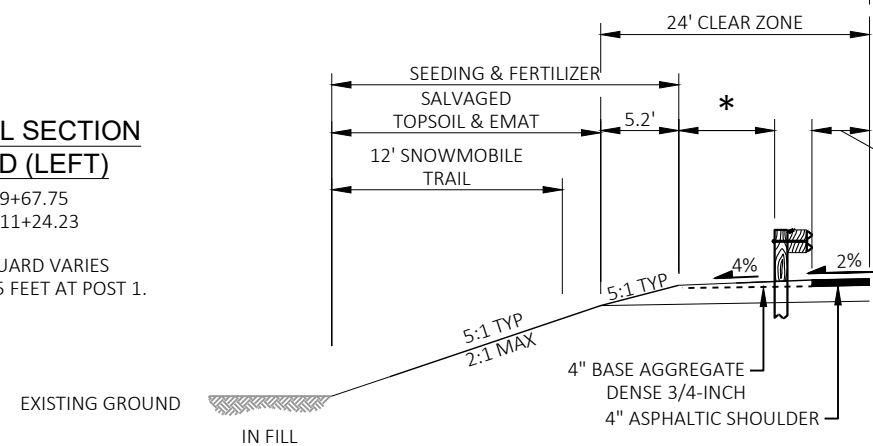 24' CLEAR ZONE
SEEDING & FERTILIZER
SALVAGED
TOPSOIL & EMAT
5.2'
*
12' SNOWMOBILE
TRAIL
L SECTION
D (LEFT)
9+67.75
11+24.23
UARD VARIES
5 FEET AT POST 1.
4%
2%
5:1 TYP
5:1 TYP
2:1 MAX
4" BASE AGGREGATE
DENSE 3/4-INCH
4" ASPHALTIC SHOULDER
EXISTING GROUND
IN FILL